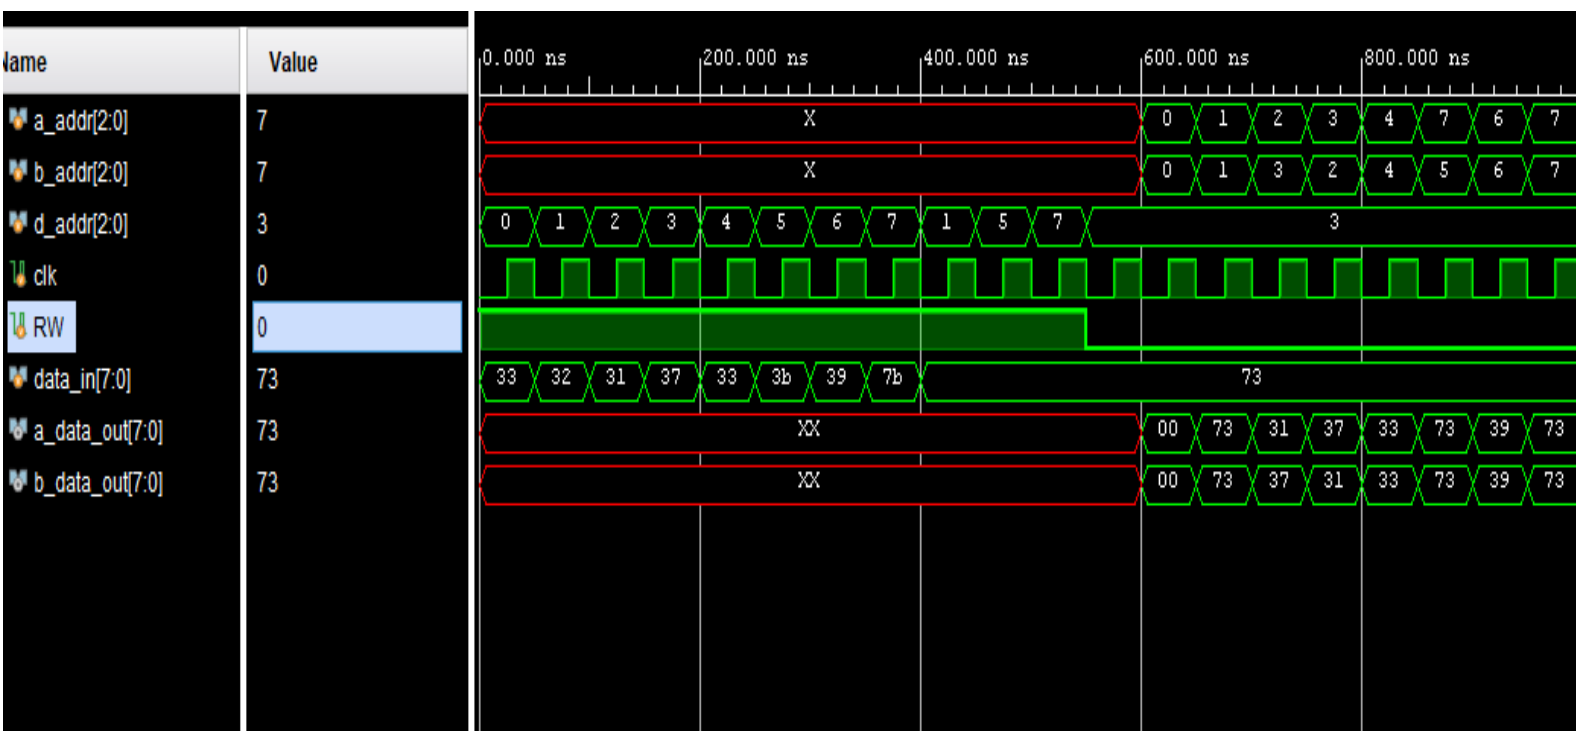 Name Value 0.000 ns 200.000 ns 400.000 ns 600.000 ns 800.000 ns
a_addr[2:0] 7 X 0 1 2 3 4 7 6 7
b_addr[2:0] 7 X 0 1 3 2 4 5 6 7
d_addr[2:0] 3 0 1 2 3 4 5 6 7 1 5 7 3
clk 0
RW 0
data_in[7:0] 73 33 32 31 37 33 3b 39 7b 73
a_data_out[7:0] 73 XX 00 73 31 37 33 73 39 73
b_data_out[7:0] 73 XX 00 73 37 31 33 73 39 73